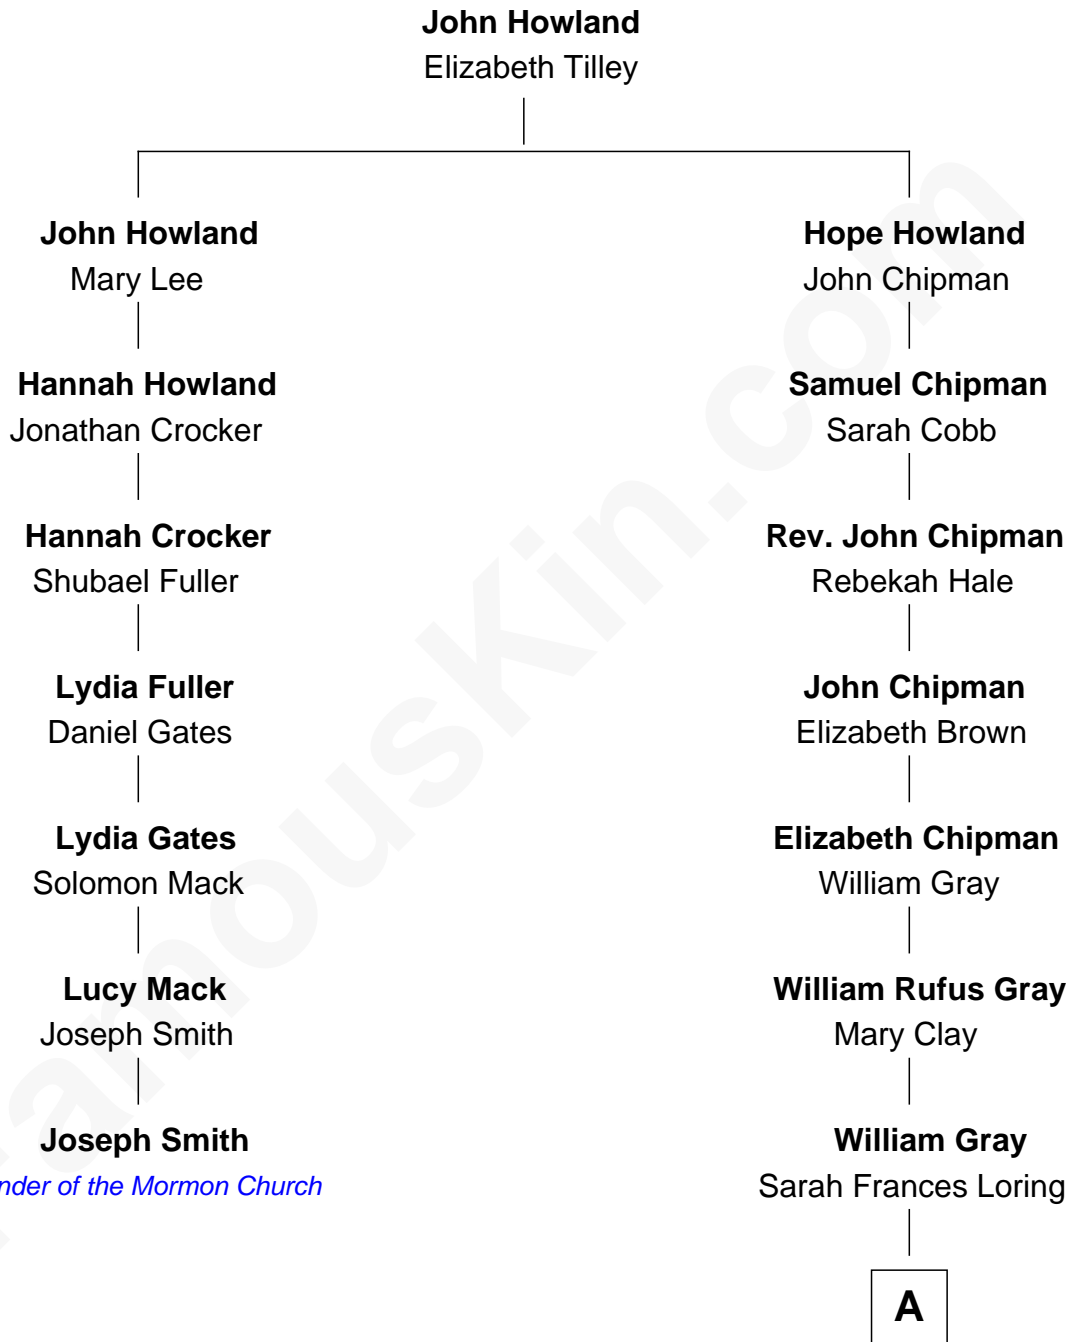 John Howland
Elizabeth Tilley
John Howland
Mary Lee
Hannah Howland
Jonathan Crocker
Hannah Crocker
Shubael Fuller
Lydia Fuller
Daniel Gates
Lydia Gates
Solomon Mack
Lucy Mack
Joseph Smith
Joseph Smith
nder of the Mormon Church
Hope Howland
John Chipman
Samuel Chipman
Sarah Cobb
Rev. John Chipman
Rebekah Hale
John Chipman
Elizabeth Brown
Elizabeth Chipman
William Gray
William Rufus Gray
Mary Clay
William Gray
Sarah Frances Loring
A
FamousKin.com